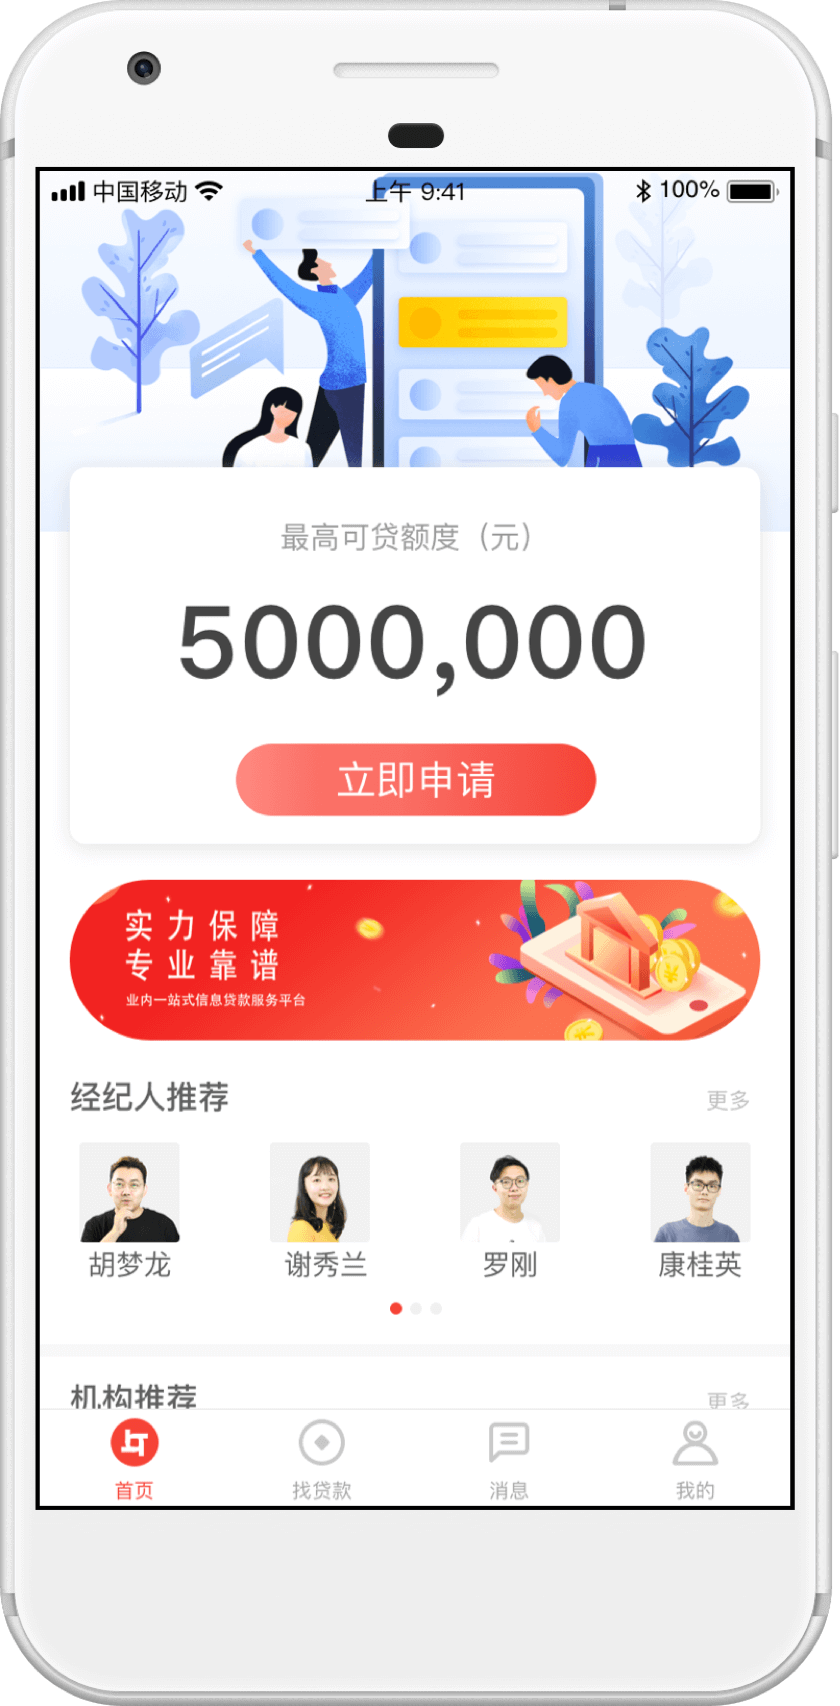 中国移动 上午 9:41 100%
最高可贷额度（元）
5000,000
立即申请
实力保障
专业靠谱
业内一站式信息贷款服务平台
经纪人推荐 更多
胡梦龙 谢秀兰 罗刚 康桂英
机构推荐 更多
首页 找贷款 消息 我的